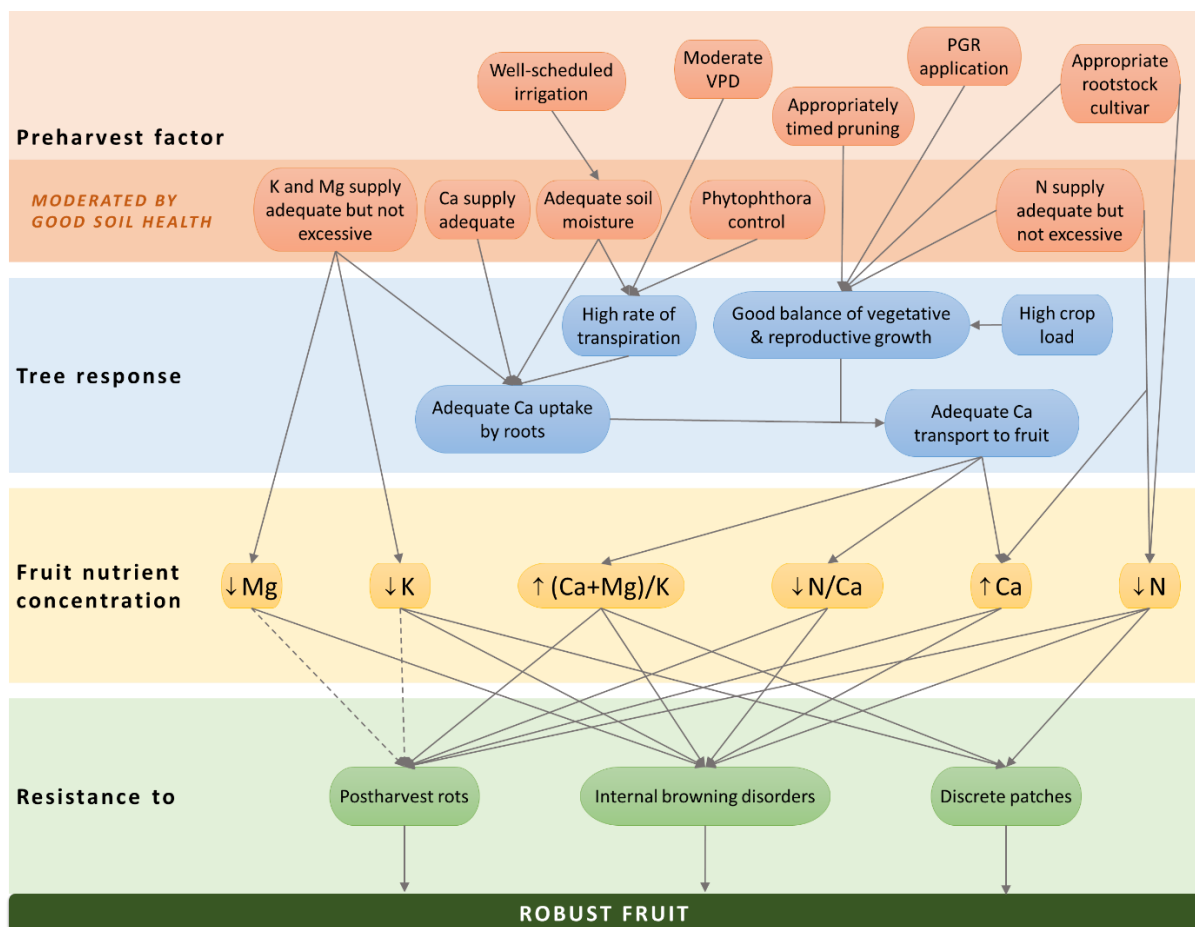 Well-scheduled
irrigation
Moderate
VPD
PGR
application
Appropriate
rootstock
cultivar
Appropriately
timed pruning
Preharvest factor
MODERATED BY
GOOD SOIL HEALTH
K and Mg supply
adequate but not
excessive
Ca supply
adequate
Adequate soil
moisture
Phytophthora
control
N supply
adequate but
not excessive
Tree response
High rate of
transpiration
Good balance of vegetative
& reproductive growth
High crop
load
Adequate Ca uptake
by roots
Adequate Ca
transport to fruit
Fruit nutrient
concentration
↓Mg
↓K
↑ (Ca+Mg)/K
↓N/Ca
↑ Ca
↓N
Resistance to
Postharvest rots
Internal browning disorders
Discrete patches
ROBUST FRUIT